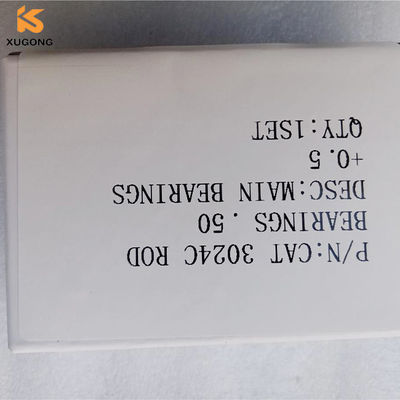 XUGONG
P/N:CAT 3024C ROD
BEARINGS .50
DESC:MAIN BEARINGS
+0.5
QTY:1SET